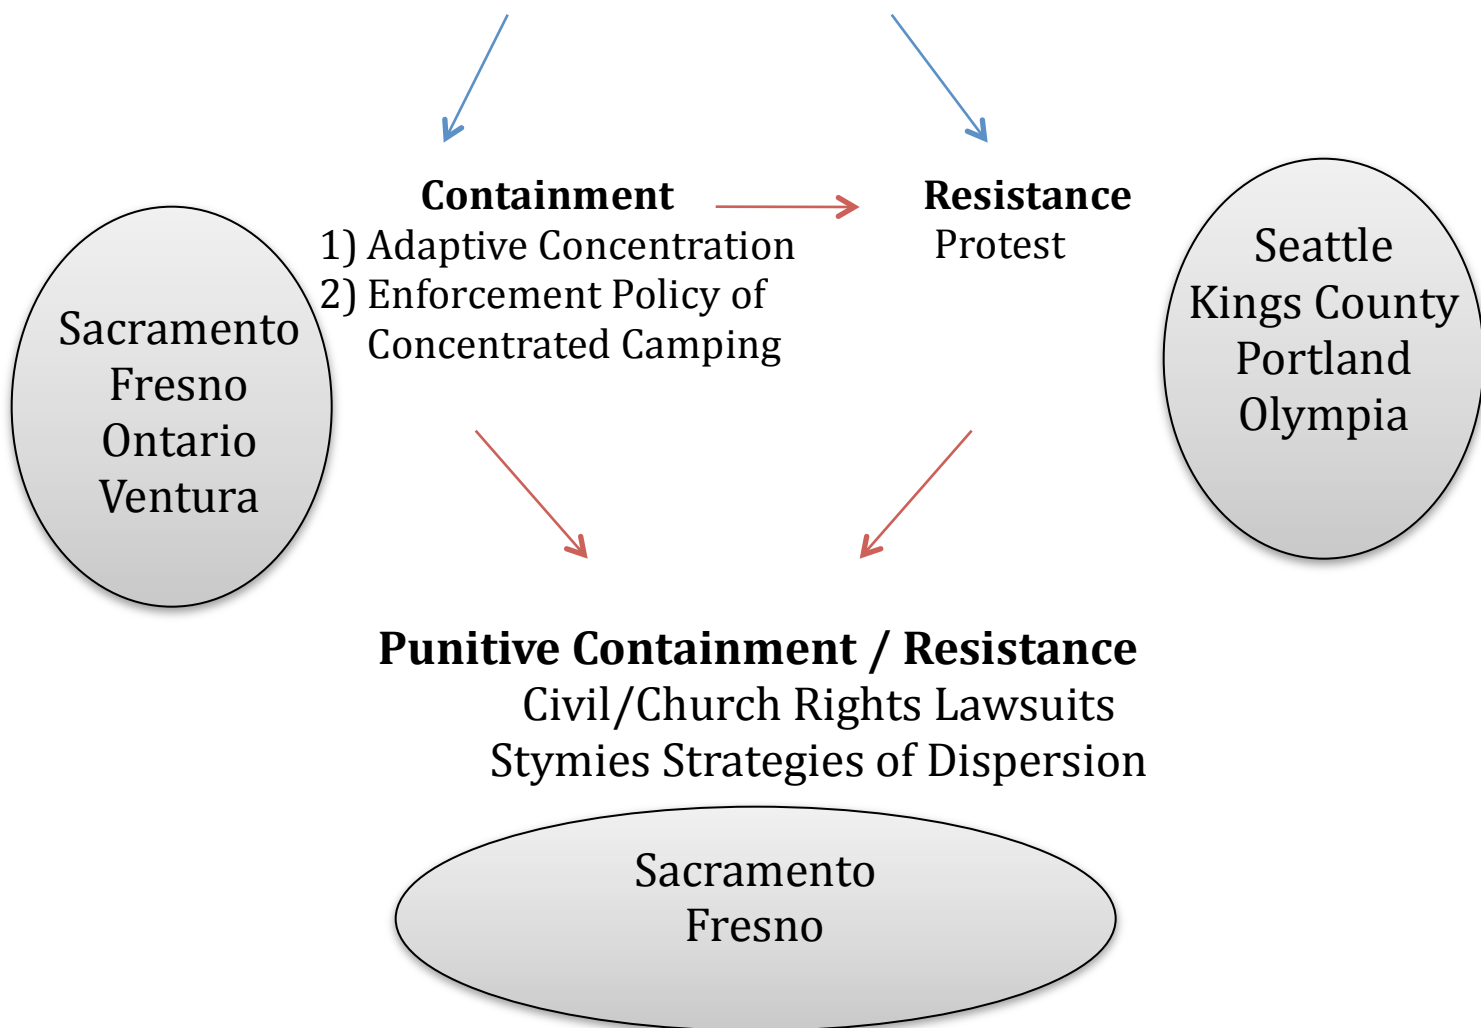 Containment
1) Adaptive Concentration
2) Enforcement Policy of
Concentrated Camping
Resistance
Protest
Sacramento
Fresno
Ontario
Ventura
Seattle
Kings County
Portland
Olympia
Punitive Containment / Resistance
Civil/Church Rights Lawsuits
Stymies Strategies of Dispersion
Sacramento
Fresno